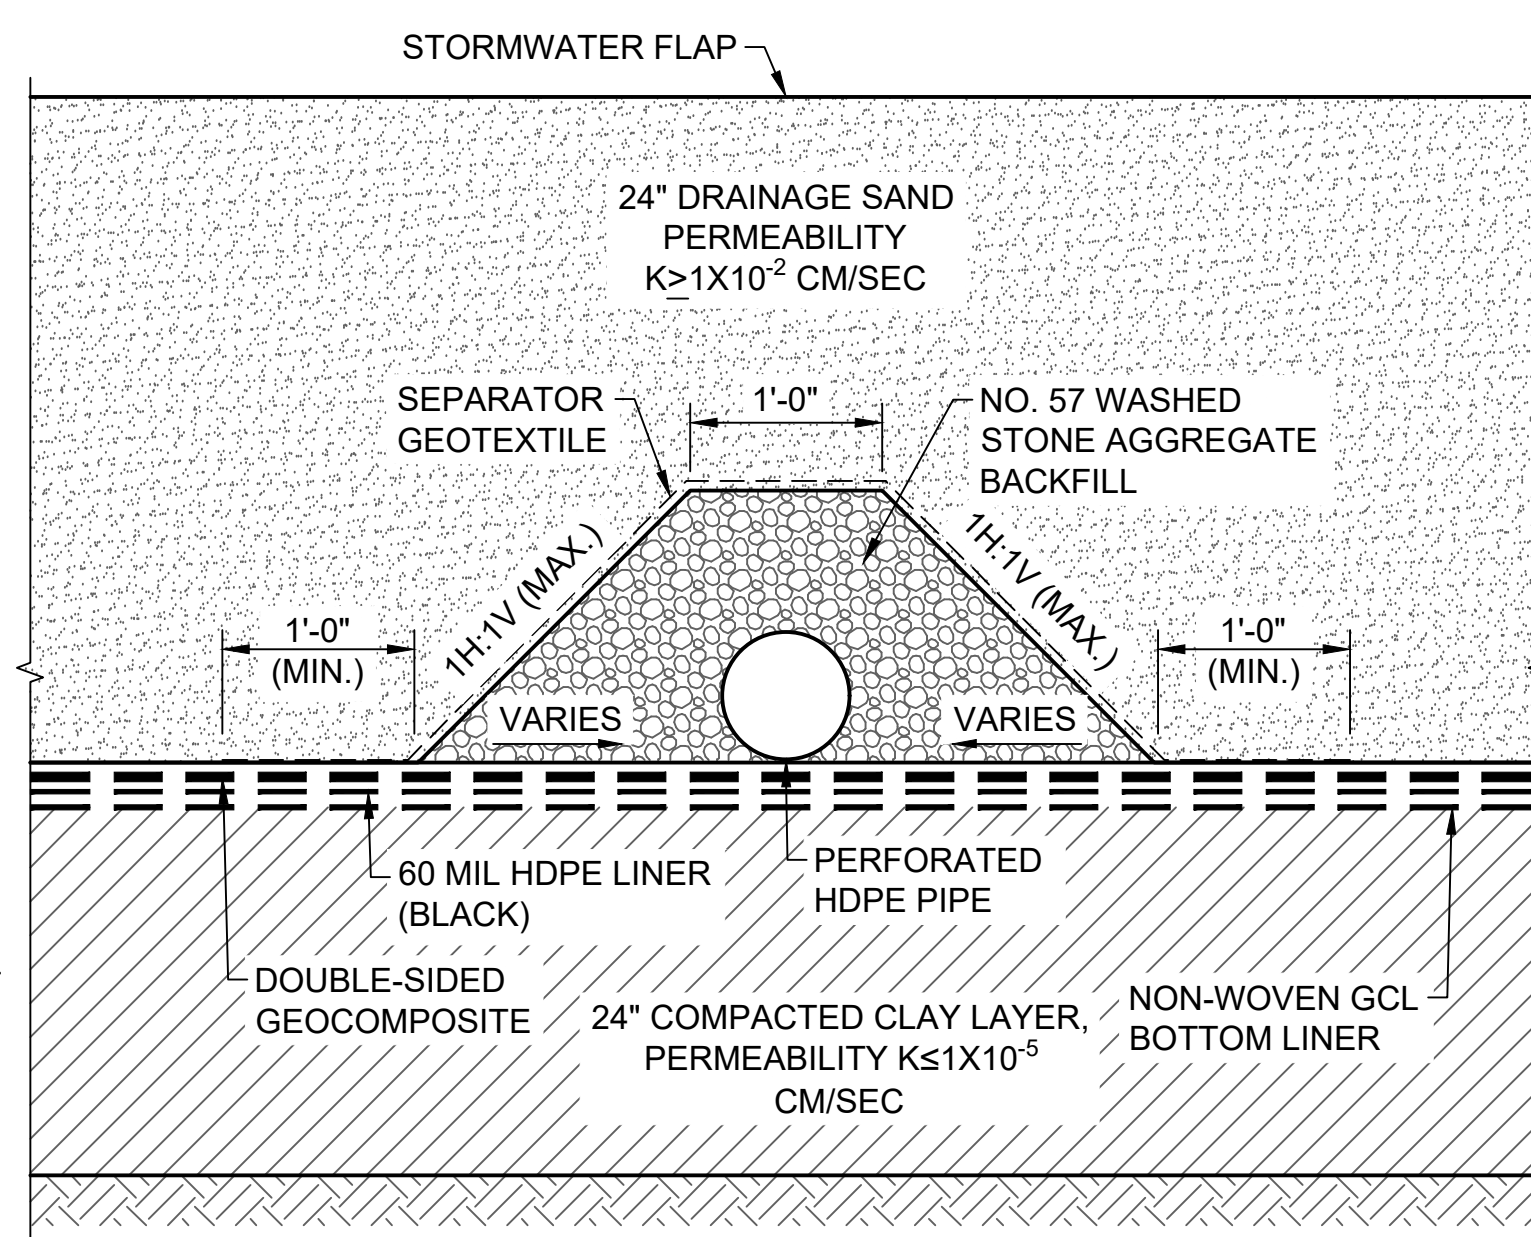 STORMWATER FLAP
24" DRAINAGE SAND
PERMEABILITY
K≥1X10⁻² CM/SEC
SEPARATOR
GEOTEXTILE
1'-0"
NO. 57 WASHED
STONE AGGREGATE
BACKFILL
1H:1V (MAX.)
1H:1V (MAX.)
1'-0"
(MIN.)
1'-0"
(MIN.)
VARIES
VARIES
60 MIL HDPE LINER
(BLACK)
PERFORATED
HDPE PIPE
DOUBLE-SIDED
GEOCOMPOSITE
24" COMPACTED CLAY LAYER,
PERMEABILITY K≤1X10⁻⁵
CM/SEC
NON-WOVEN GCL
BOTTOM LINER